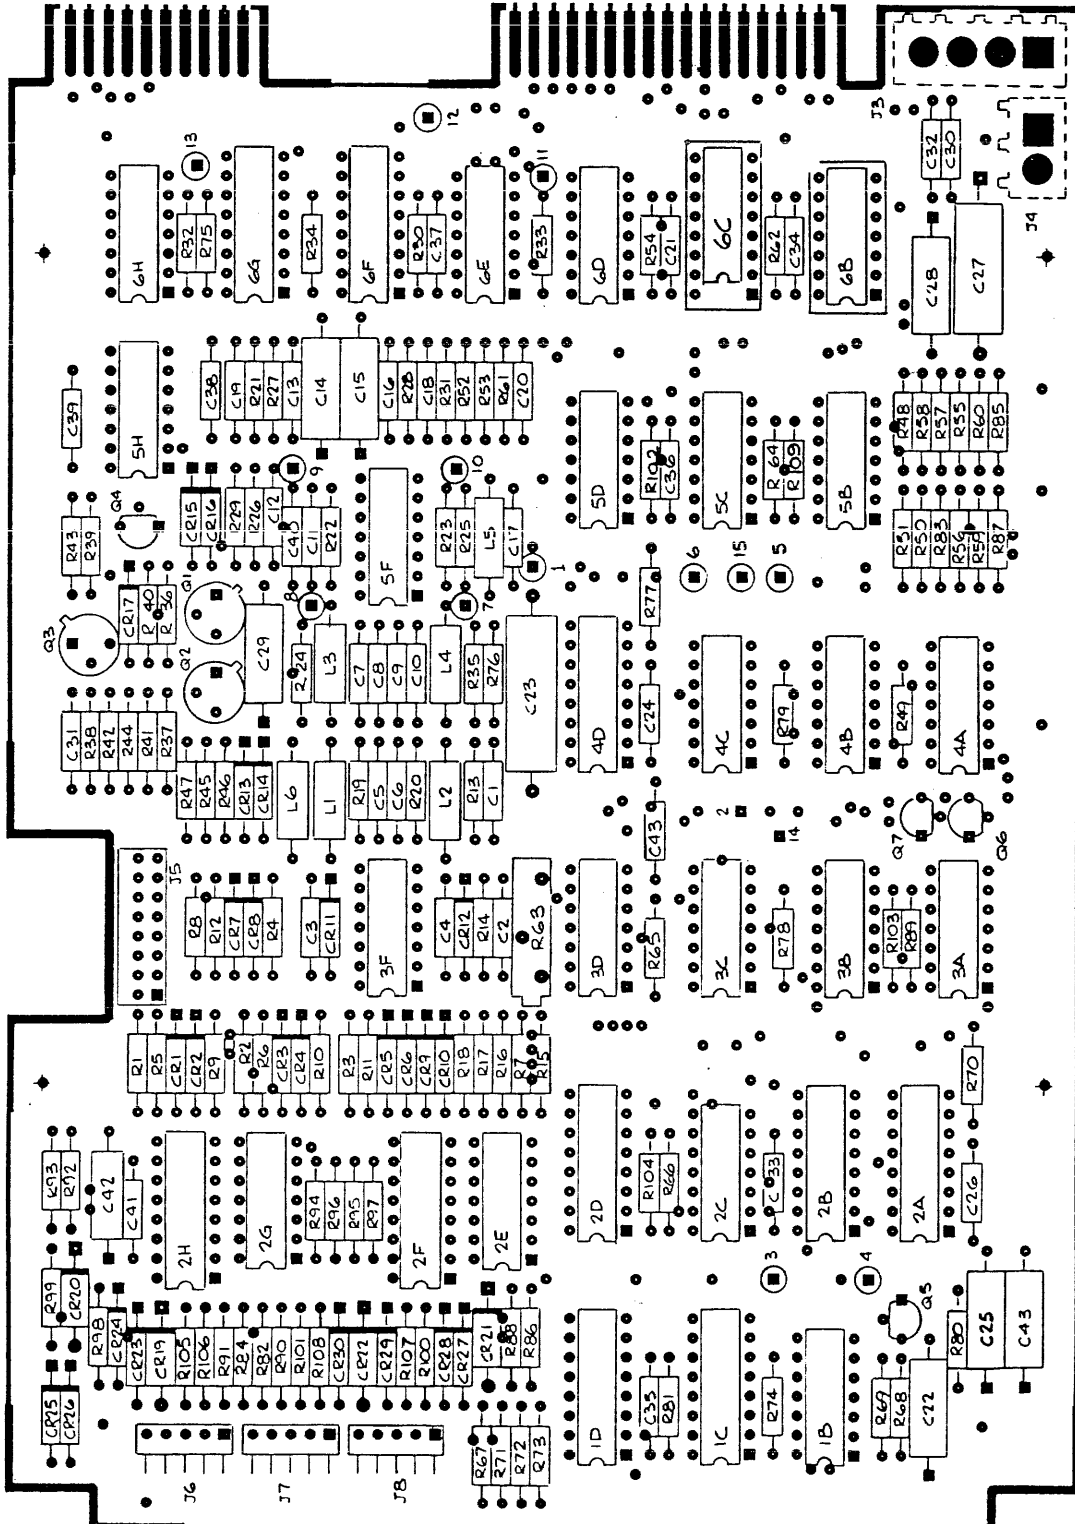 J3
J4
C32
C30
13
12
11
6H
R32
R75
6G
R34
6F
R30
C37
6E
R33
6D
R54
C21
6C
R62
C34
6B
C28
C27
C39
5H
C38
C19
R21
R27
C13
C14
C15
C16
R28
C18
R31
R52
R53
R61
C20
5D
R102
C36
5C
R64
R109
5B
R48
R58
R57
R55
R60
R85
R43
R39
Q4
CR15
CR16
R29
R26
C12
9
C40
C11
R22
5F
10
R23
R25
L5
C17
1
6
15
5
R51
R50
R83
R56
R59
R87
Q3
CR17
R40
R36
Q1
Q2
C29
8
R24
L3
C7
C8
C9
C10
L4
7
R35
R76
C23
4D
R77
C24
4C
R79
4B
R49
4A
C31
R38
R42
R44
R41
R37
R47
R45
R46
CR13
CR14
L6
L1
R19
C5
C6
R20
L2
R13
C1
C43
2
14
Q7
Q6
J5
R8
R12
CR7
CR8
R4
C3
CR11
3F
C4
CR12
R14
C2
R63
3D
R65
3C
R78
3B
R103
R89
3A
R1
R5
CR1
CR2
R9
R2
R6
CR3
CR4
R10
R3
R11
CR5
CR6
CR9
CR10
R18
R17
R16
R7
R15
R70
R93
R92
C42
C41
2H
2G
R94
R96
R95
R97
2F
2E
2D
R104
R66
2C
C33
2B
2A
C26
R99
CR20
R98
CR24
CR23
CR19
R105
R106
R91
R84
R82
R90
R101
R108
CR30
CR22
CR29
R107
R100
CR28
CR27
CR21
R88
R86
3
4
Q5
R80
C25
C43
CR25
CR26
J6
J7
J8
R67
R71
R72
R73
1D
C35
R81
1C
R74
1B
R69
R68
C22